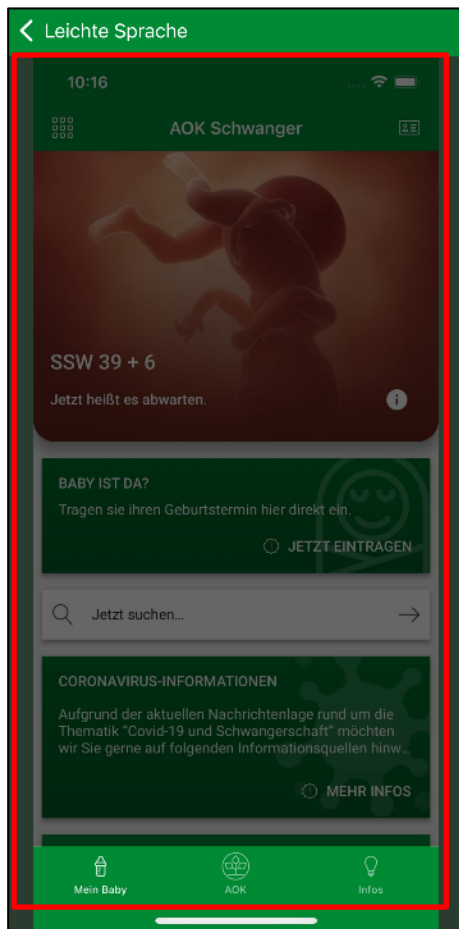 Leichte Sprache
10:16
AOK Schwanger
SSW 39 + 6
Jetzt heißt es abwarten.
BABY IST DA?
Tragen sie ihren Geburtstermin hier direkt ein.
JETZT EINTRAGEN
Jetzt suchen...
CORONAVIRUS-INFORMATIONEN
Aufgrund der aktuellen Nachrichtenlage rund um die
Thematik "Covid-19 und Schwangerschaft" möchten
wir Sie gerne auf folgenden Informationsquellen hinw...
MEHR INFOS
Mein Baby
AOK
Infos